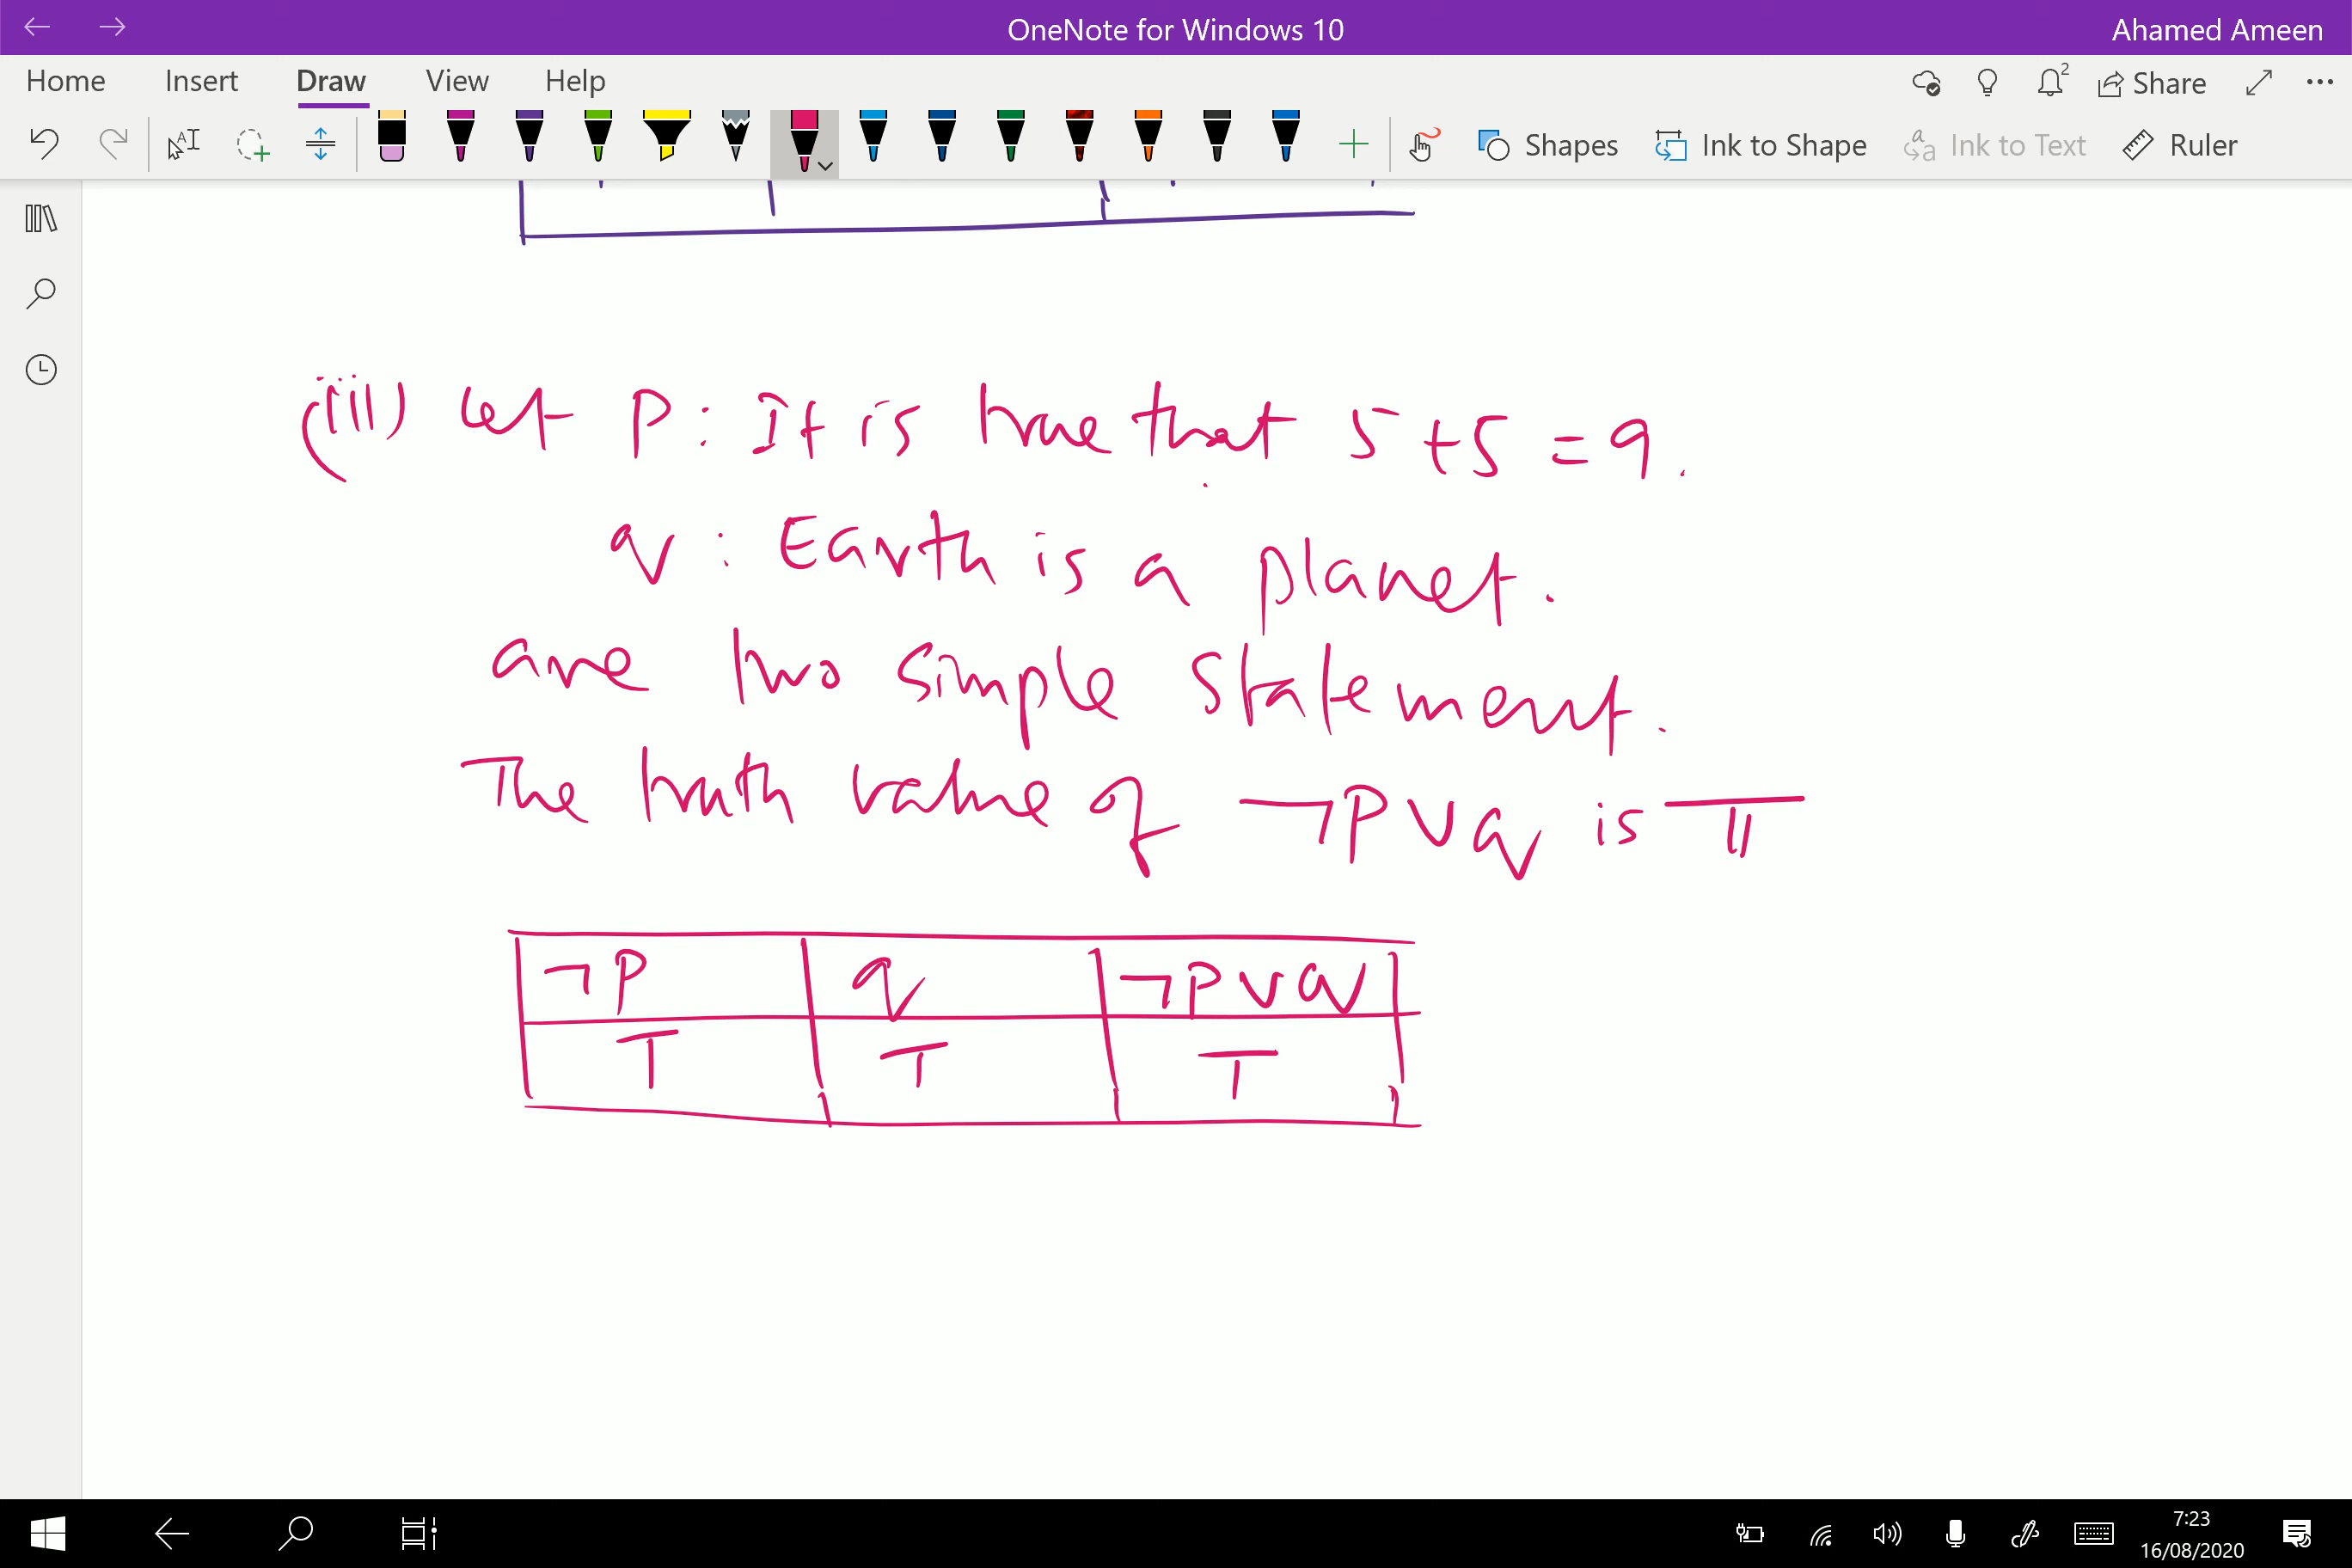 OneNote for Windows 10
Ahamed Ameen
Home Insert Draw View Help
2
Share
Shapes Ink to Shape Ink to Text Ruler
(iii) Let P : It is true that 5+5=9.
q : Earth is a planet.
are two simple statement.
The truth value of ¬P∨q is T
¬P q ¬P∨q
T T T
7:23
16/08/2020